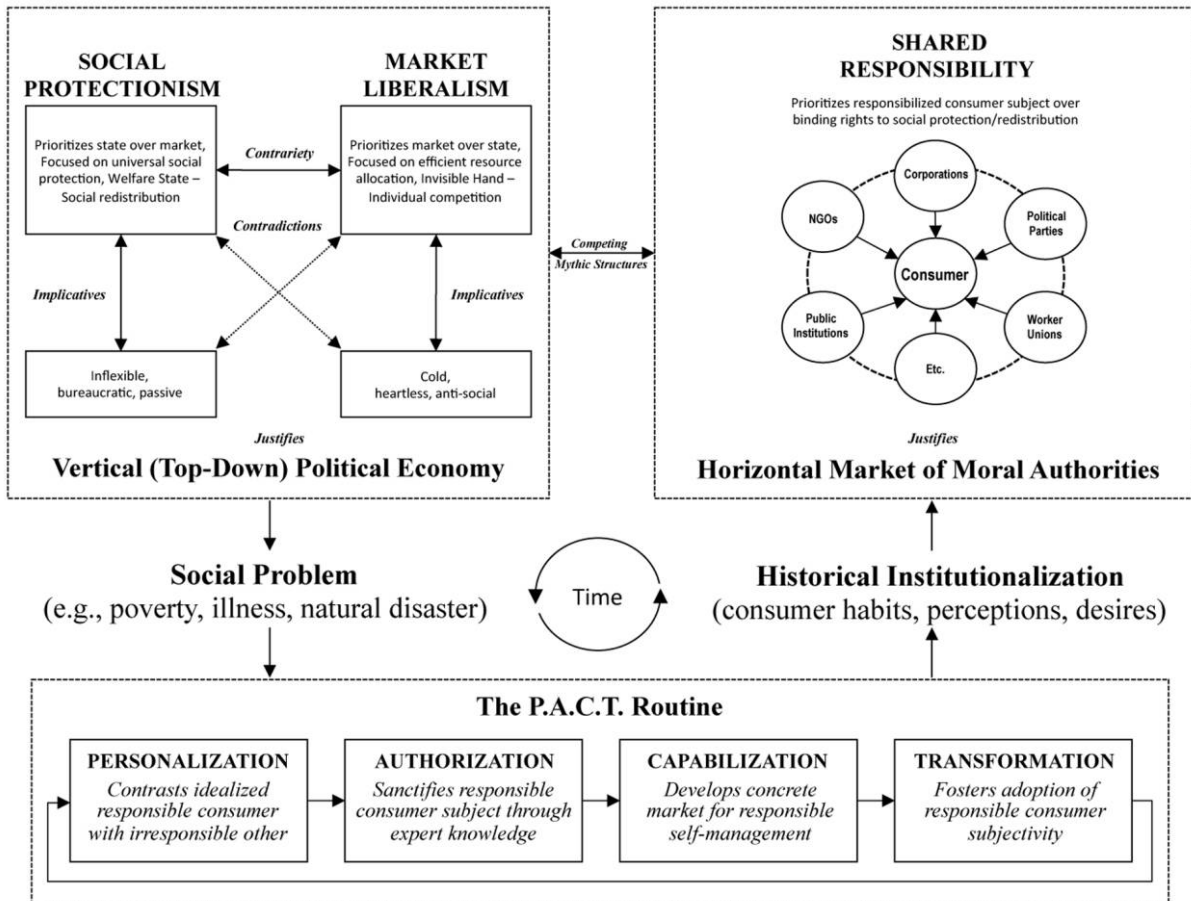 SOCIAL
PROTECTIONISM
MARKET
LIBERALISM
Prioritizes state over market,
Focused on universal social
protection, Welfare State –
Social redistribution
Contrariety
Prioritizes market over state,
Focused on efficient resource
allocation, Invisible Hand –
Individual competition
Contradictions
Implicatives
Implicatives
Inflexible,
bureaucratic, passive
Cold,
heartless, anti-social
Justifies
Vertical (Top-Down) Political Economy
Competing
Mythic Structures
SHARED
RESPONSIBILITY
Prioritizes responsibilized consumer subject over
binding rights to social protection/redistribution
Corporations
NGOs
Political
Parties
Consumer
Public
Institutions
Worker
Unions
Etc.
Justifies
Horizontal Market of Moral Authorities
Social Problem
(e.g., poverty, illness, natural disaster)
Time
Historical Institutionalization
(consumer habits, perceptions, desires)
The P.A.C.T. Routine
PERSONALIZATION
Contrasts idealized
responsible consumer
with irresponsible other
AUTHORIZATION
Sanctifies responsible
consumer subject through
expert knowledge
CAPABILIZATION
Develops concrete
market for responsible
self-management
TRANSFORMATION
Fosters adoption of
responsible consumer
subjectivity